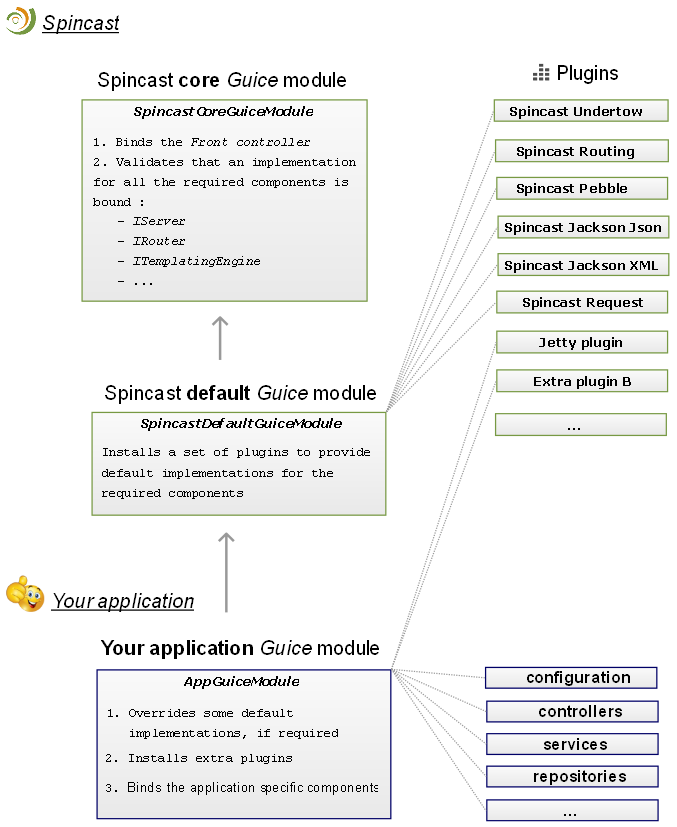 Spincast
Spincast core Guice module
SpincastCoreGuiceModule
1. Binds the Front controller
2. Validates that an implementation
for all the required components is
bound :
- IServer
- IRouter
- ITemplatingEngine
- ...
Plugins
Spincast Undertow
Spincast Routing
Spincast Pebble
Spincast Jackson Json
Spincast Jackson XML
Spincast Request
Jetty plugin
Extra plugin B
...
Spincast default Guice module
SpincastDefaultGuiceModule
Installs a set of plugins to provide
default implementations for the
required components
Your application
Your application Guice module
AppGuiceModule
1. Overrides some default
implementations, if required
2. Installs extra plugins
3. Binds the application specific components
configuration
controllers
services
repositories
...